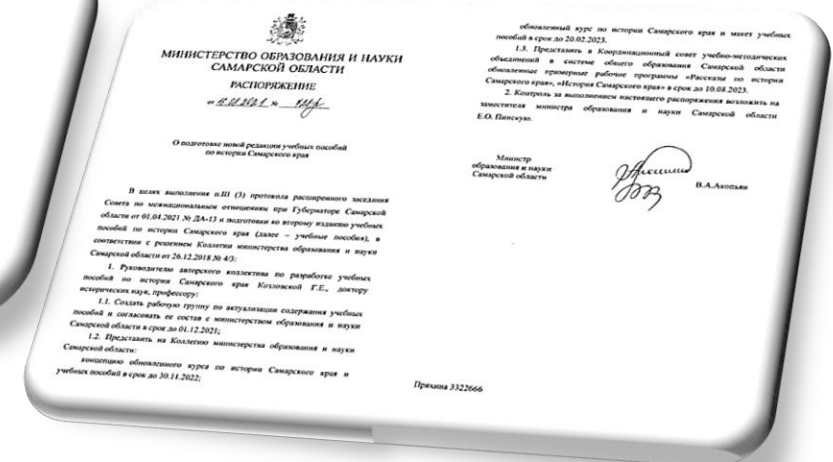 МИНИСТЕРСТВО ОБРАЗОВАНИЯ И НАУКИ
САМАРСКОЙ ОБЛАСТИ
РАСПОРЯЖЕНИЕ
от №
О подготовке новой редакции учебных пособий
по истории Самарского края
В целях выполнения п.III (3) протокола расширенного заседания
Совета по межнациональным отношениям при Губернаторе Самарской
области от 01.04.2021 № ДА-13 и подготовки ко второму изданию учебных
пособий по истории Самарского края (далее – учебные пособия), в
соответствии с решением Коллегии министерства образования и науки
Самарской области от 26.12.2018 № 4/3:
1. Руководителю авторского коллектива по разработке учебных
пособий по истории Самарского края Козловской Г.Е., доктору
исторических наук, профессору:
1.1. Создать рабочую группу по актуализации содержания учебных
пособий и согласовать ее состав с министерством образования и науки
Самарской области в срок до 01.12.2021;
1.2. Представить на Коллегию министерства образования и науки
Самарской области:
концепцию обновленного курса по истории Самарского края и
учебных пособий в срок до 30.11.2022;
обновленный курс по истории Самарского края и макет учебных
пособий в срок до 20.02.2023.
1.3. Представить в Координационный совет учебно-методических
объединений в системе общего образования Самарской области
обновленные примерные рабочие программы «Рассказы по истории
Самарского края», «История Самарского края» в срок до 10.08.2023.
2. Контроль за выполнением настоящего распоряжения возложить на
заместителя министра образования и науки Самарской области
Е.О. Пинскую.
Министр
образования и науки
Самарской области
В.А.Акопьян
Пряхина 3322666